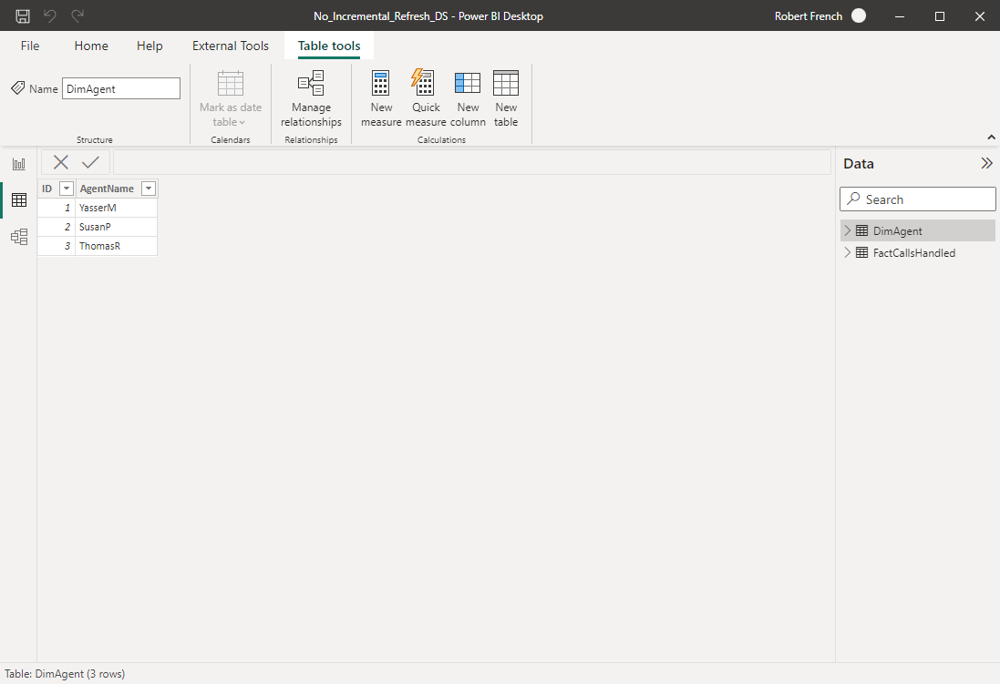 No_Incremental_Refresh_DS - Power BI Desktop
Robert French
File Home Help External Tools Table tools
Name DimAgent
Mark as date table
Manage relationships
New measure
Quick measure
New column
New table
Structure Calendars Relationships Calculations
ID AgentName
1 YasserM
2 SusanP
3 ThomasR
Data
Search
DimAgent
FactCallsHandled
Table: DimAgent (3 rows)